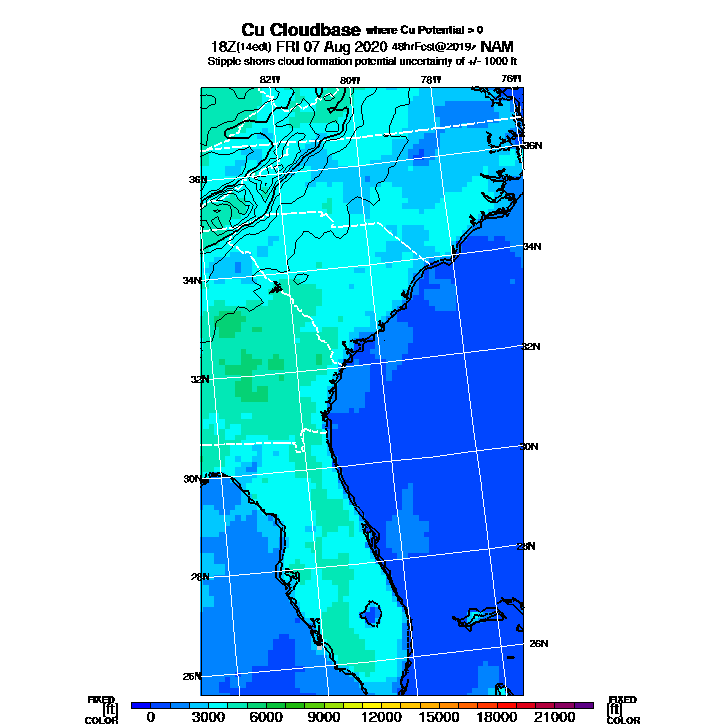 Cu Cloudbase where Cu Potential > 0
18Z(14edt) FRI 07 Aug 2020 48hrFcst@2019z NAM
Stipple shows cloud formation potential uncertainty of +/- 1000 ft
82W 80W 78W 76W
36N
36N
34N
34N
32N
32N
30N
30N
28N
28N
26N
26N
FIXED
[ft]
COLOR
0 3000 6000 9000 12000 15000 18000 21000
FIXED
[ft]
COLOR